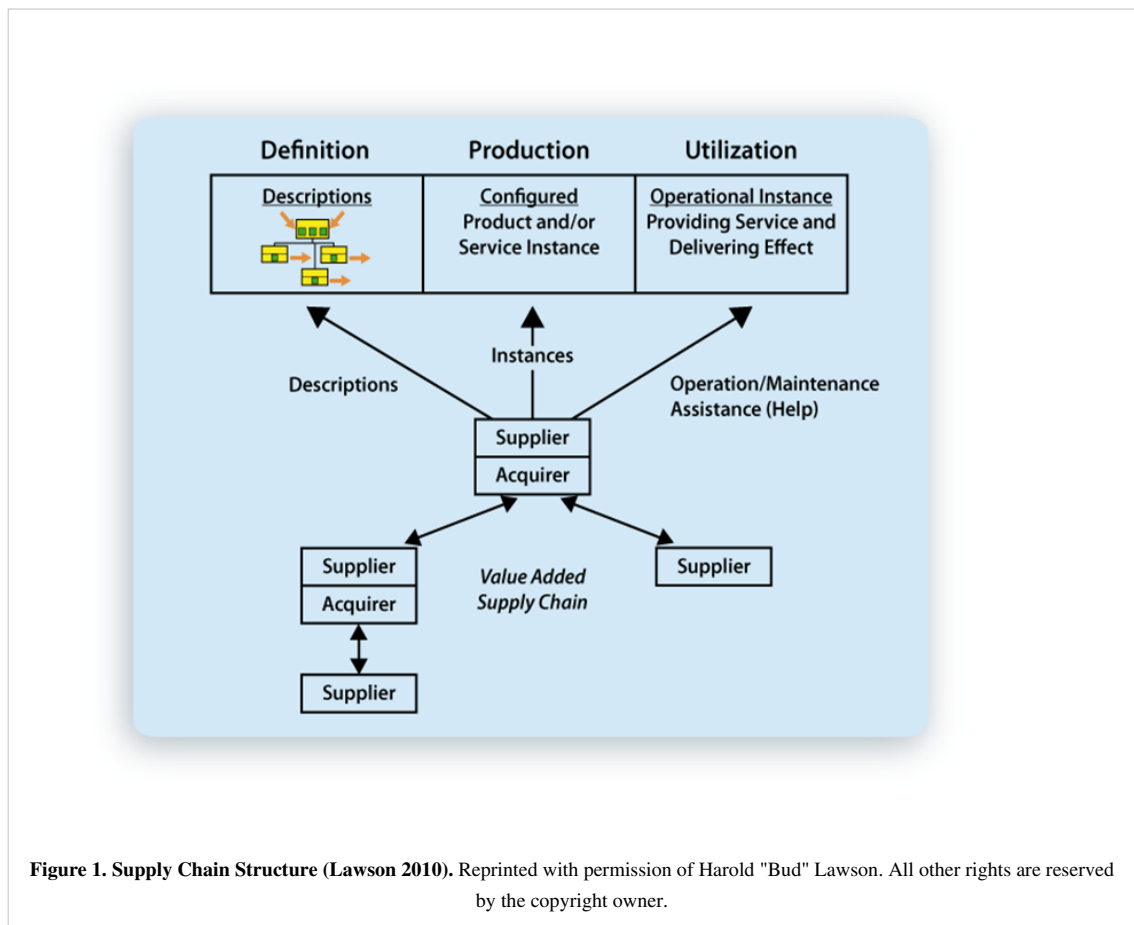 Definition Production Utilization
Descriptions
Configured
Product and/or
Service Instance
Operational Instance
Providing Service and
Delivering Effect
Descriptions
Instances
Operation/Maintenance
Assistance (Help)
Supplier
Acquirer
Supplier
Acquirer
Value Added
Supply Chain
Supplier
Supplier
Figure 1. Supply Chain Structure (Lawson 2010). Reprinted with permission of Harold "Bud" Lawson. All other rights are reserved
by the copyright owner.